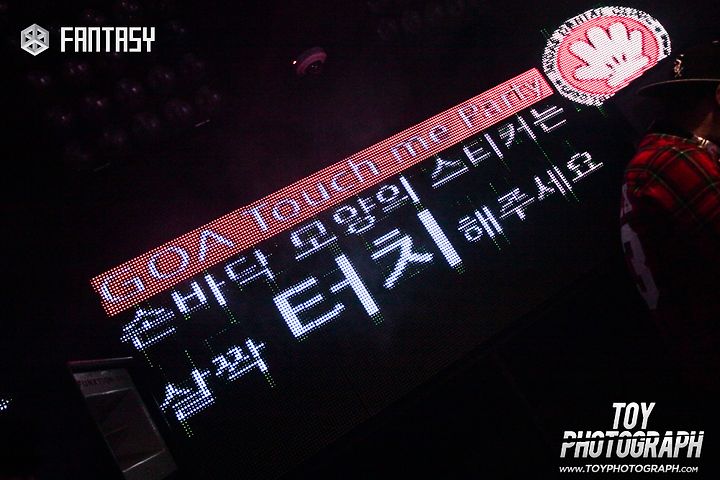 FANTASY
GOA Touch me Party
손바닥 모양의 스티커는
살짝 터치 해주세요
TOY
PHOTOGRAPH
WWW.TOYPHOTOGRAPH.COM